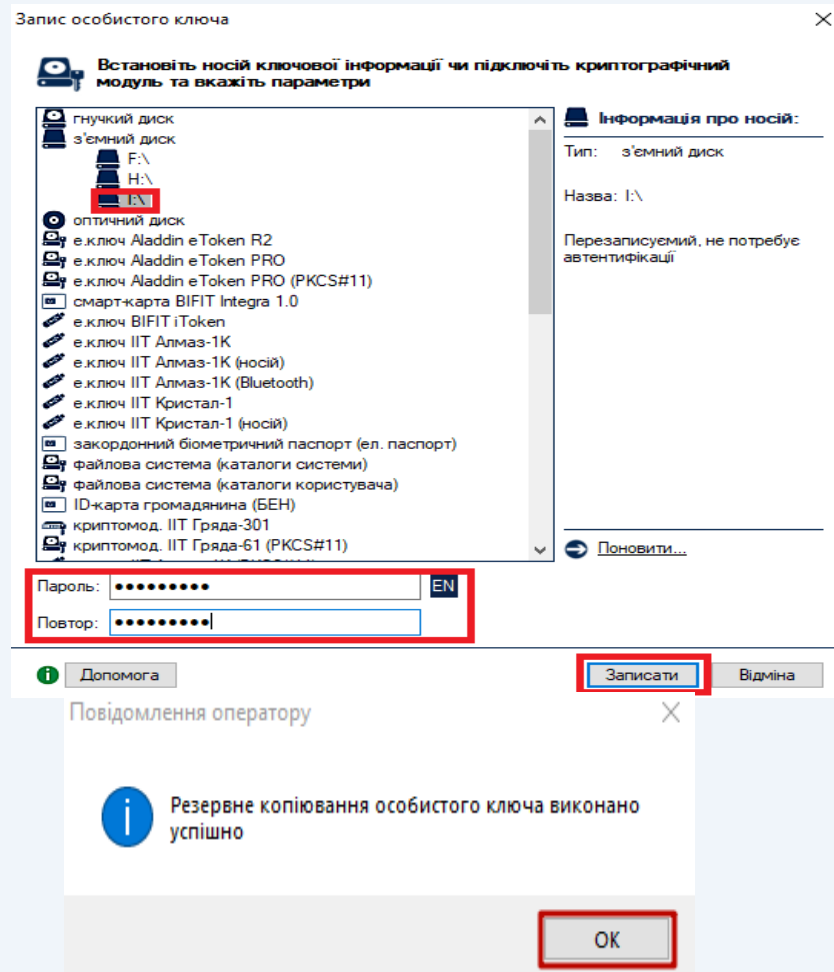 Запис особистого ключа
Встановіть носій ключової інформації чи підключіть криптографічний
модуль та вкажіть параметри
гнучкий диск
з'ємний диск
F:\
H:\
I:\
оптичний диск
е.ключ Aladdin eToken R2
е.ключ Aladdin eToken PRO
е.ключ Aladdin eToken PRO (PKCS#11)
смарт-карта BIFIT Integra 1.0
е.ключ BIFIT iToken
е.ключ ІІТ Алмаз-1К
е.ключ ІІТ Алмаз-1К (носій)
е.ключ ІІТ Алмаз-1К (Bluetooth)
е.ключ ІІТ Кристал-1
е.ключ ІІТ Кристал-1 (носій)
закордонний біометричний паспорт (ел. паспорт)
файлова система (каталоги системи)
файлова система (каталоги користувача)
ID-карта громадянина (БЕН)
криптомод. ІІТ Гряда-301
криптомод. ІІТ Гряда-61 (PKCS#11)
Інформація про носій:
Тип: з'ємний диск
Назва: I:\
Перезаписуємий, не потребує
автентифікації
Поновити...
Пароль: ●●●●●●●●● EN
Повтор: ●●●●●●●●●
Допомога
Записати
Відміна
Повідомлення оператору
Резервне копіювання особистого ключа виконано
успішно
OK